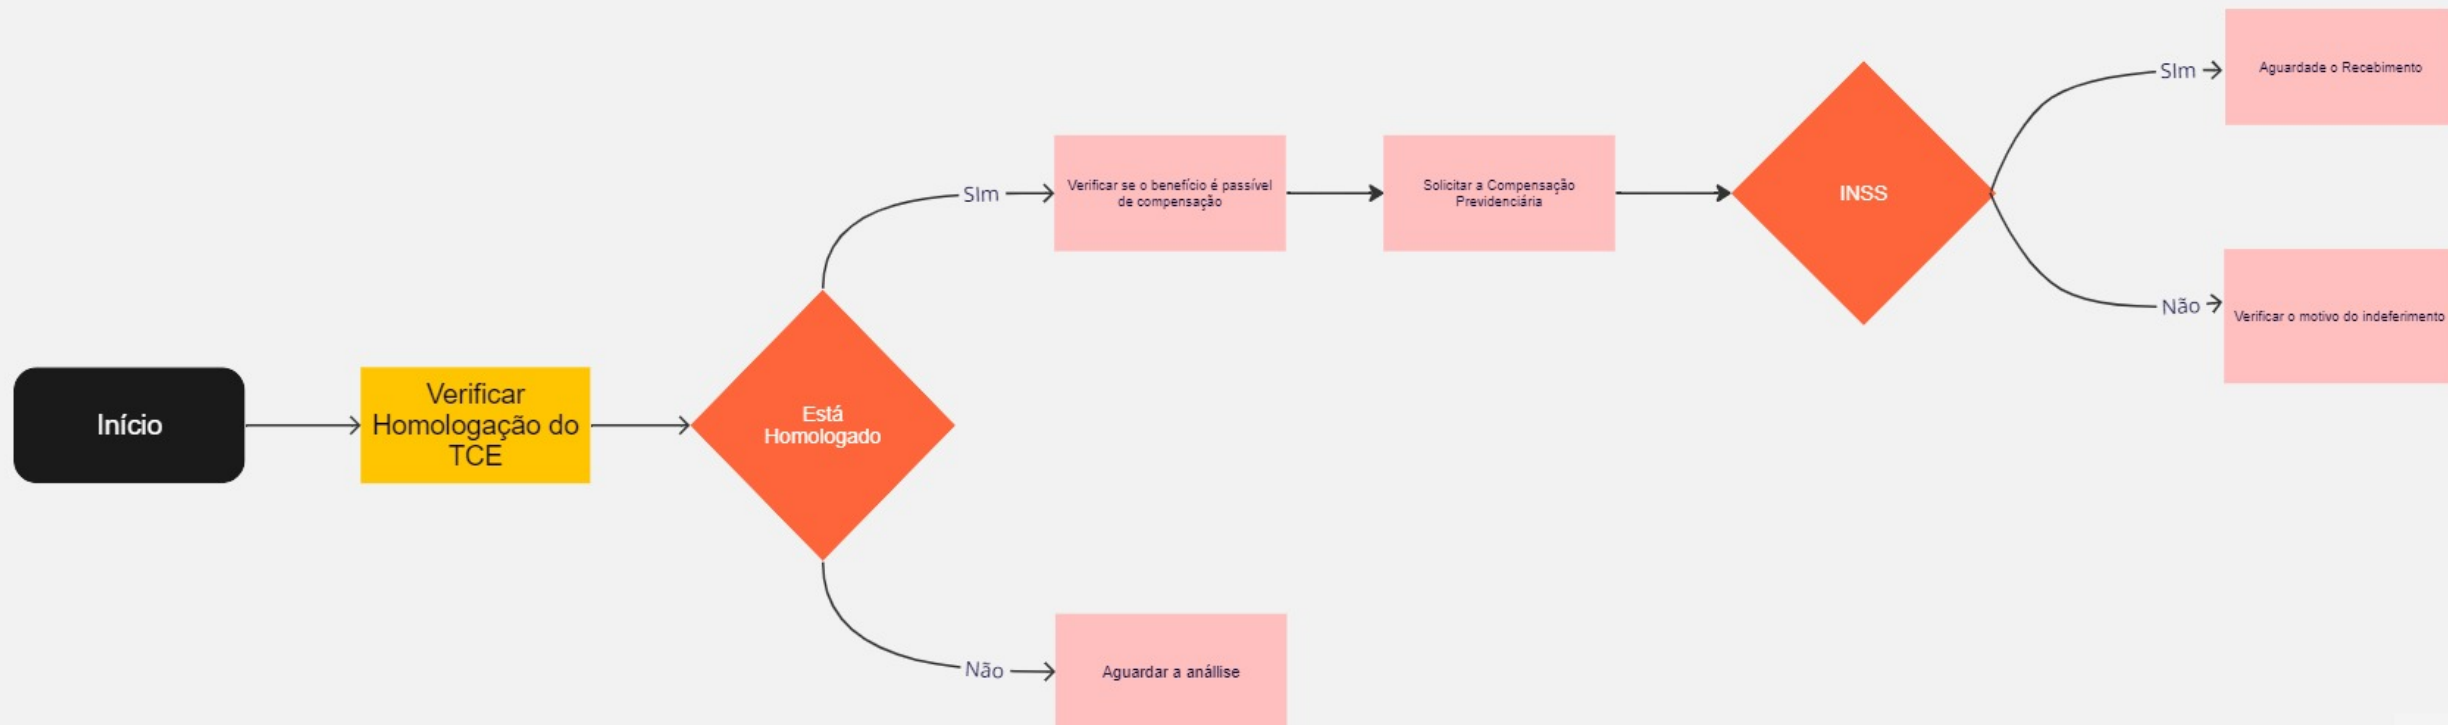 SIm
Aguardade o Recebimento
SIm
Verificar se o benefício é passível
de compensação
Solicitar a Compensação
Previdenciária
INSS
Não
Verificar o motivo do indeferimento
Início
Verificar
Homologação do
TCE
Está
Homologado
Não
Aguardar a anállise